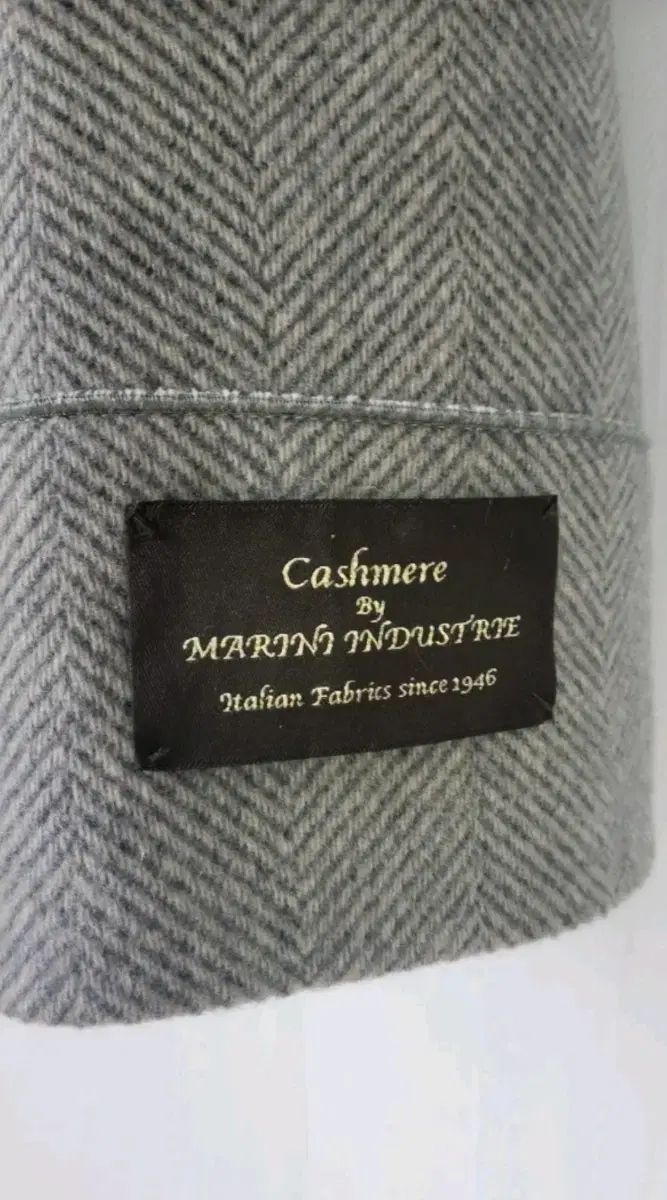 Cashmere
By
MARINI INDUSTRIE
Italian Fabrics since 1946